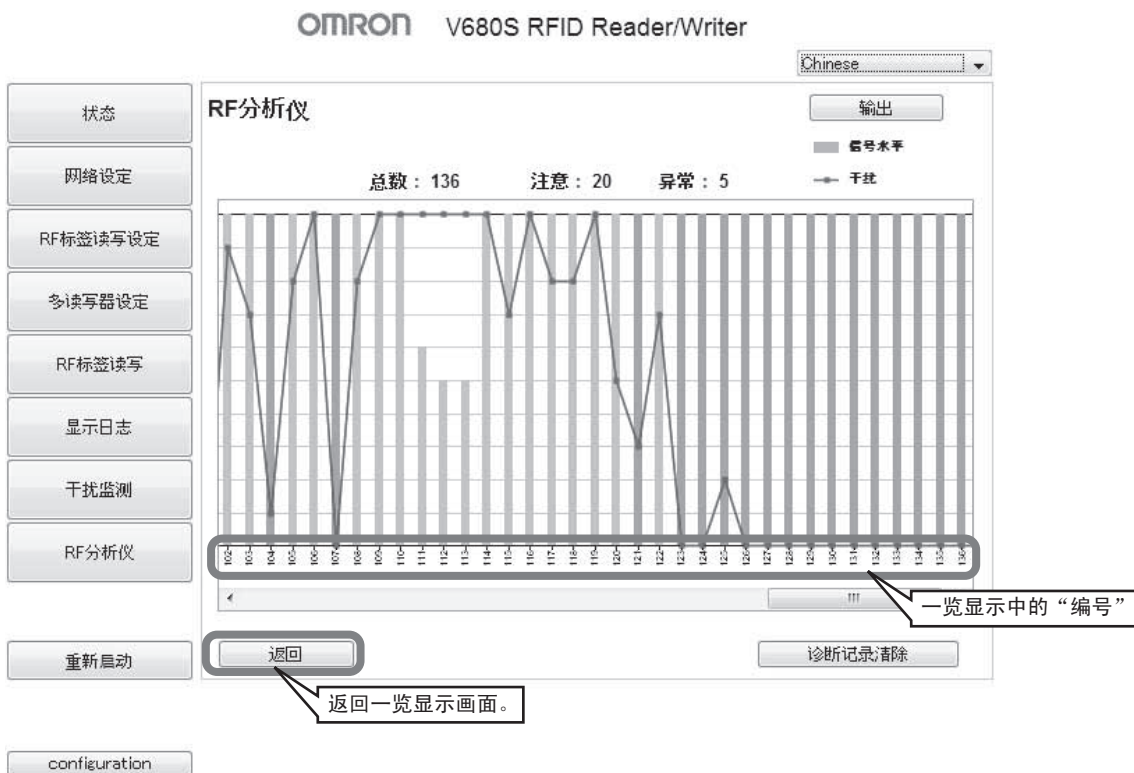 OMRON V680S RFID Reader/Writer
Chinese
状态
网络设定
RF标签读写设定
多读写器设定
RF标签读写
显示日志
干扰监测
RF分析仪
重新启动
configuration
RF分析仪
输出
信号水平
干扰
总数：136 注意：20 异常：5
102 103 104 105 106 107 108 109 110 111 112 113 114 115 116 117 118 119 120 121 122 123 124 125 126 127 128 129 130 131 132 133 134 135 136
一览显示中的“编号”
返回
诊断记录清除
返回一览显示画面。